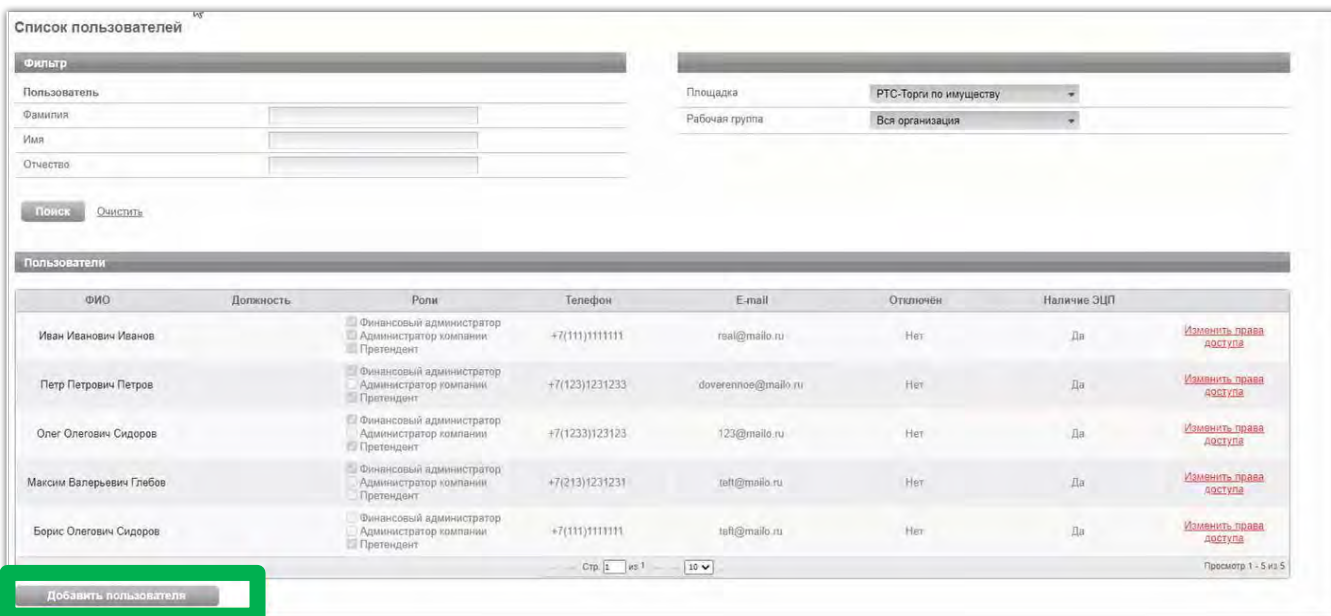 Список пользователей
Фильтр
Пользователь
Фамилия
Имя
Отчество
Площадка РТС-Торги по имуществу
Рабочая группа Вся организация
Поиск Очистить
Пользователи
ФИО Должность Роли Телефон E-mail Отключён Наличие ЭЦП
Финансовый администратор
Иван Иванович Иванов Администратор компании +7(111)1111111 real@mailo.ru Нет Да Изменить права доступа
Претендент
Финансовый администратор
Петр Петрович Петров Администратор компании +7(123)1231233 doverennoe@mailo.ru Нет Да Изменить права доступа
Претендент
Финансовый администратор
Олег Олегович Сидоров Администратор компании +7(1233)123123 123@mailo.ru Нет Да Изменить права доступа
Претендент
Финансовый администратор
Максим Валерьевич Глебов Администратор компании +7(213)1231231 teft@mailo.ru Нет Да Изменить права доступа
Претендент
Финансовый администратор
Борис Олегович Сидоров Администратор компании +7(111)1111111 teft@mailo.ru Нет Да Изменить права доступа
Претендент
Стр. 1 из 1 10 Просмотр 1 - 5 из 5
Добавить пользователя